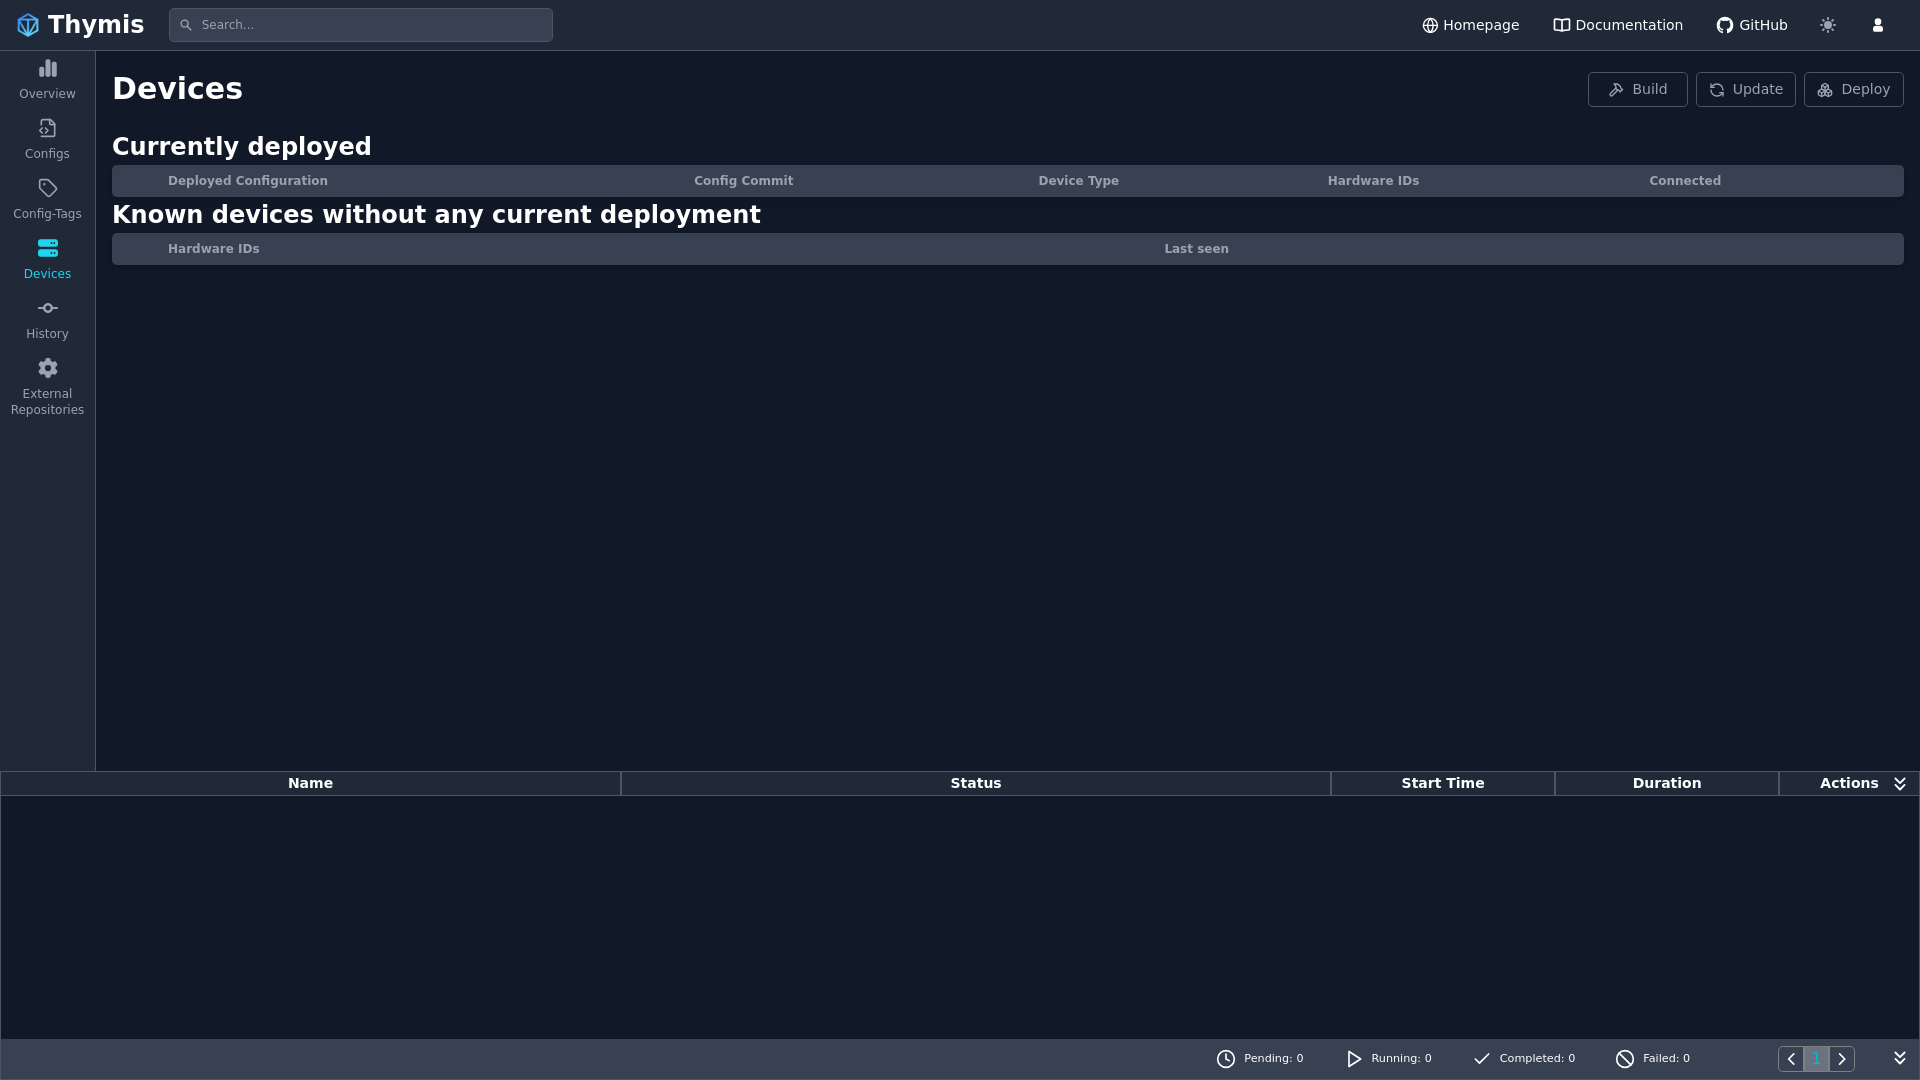 Thymis
Search...
Homepage
Documentation
GitHub
Overview
Configs
Config-Tags
Devices
History
External
Repositories
Devices
Build
Update
Deploy
Currently deployed
Deployed Configuration
Config Commit
Device Type
Hardware IDs
Connected
Known devices without any current deployment
Hardware IDs
Last seen
Name
Status
Start Time
Duration
Actions
Pending: 0
Running: 0
Completed: 0
Failed: 0
1